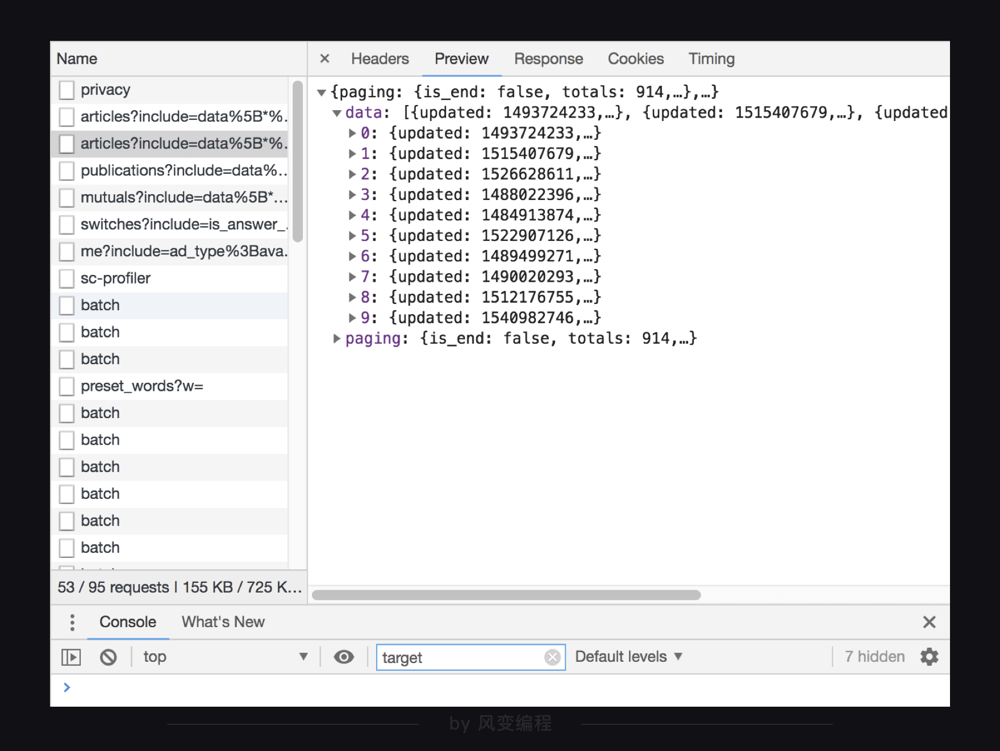 Name
privacy
articles?include=data%5B*%.
articles?include=data%5B*%.
publications?include=data%...
mutuals?include=data%5B*...
switches?include=is_answer_.
me?include=ad_type%3Bava.
sc-profiler
batch
batch
batch
preset_words?w=
batch
batch
batch
batch
batch
batch
53 / 95 requests | 155 KB / 725 K...
× Headers Preview Response Cookies Timing
▼{paging: {is_end: false, totals: 914,…},…}
▼data: [{updated: 1493724233,…}, {updated: 1515407679,…}, {updated
▶0: {updated: 1493724233,…}
▶1: {updated: 1515407679,…}
▶2: {updated: 1526628611,…}
▶3: {updated: 1488022396,…}
▶4: {updated: 1484913874,…}
▶5: {updated: 1522907126,…}
▶6: {updated: 1489499271,…}
▶7: {updated: 1490020293,…}
▶8: {updated: 1512176755,…}
▶9: {updated: 1540982746,…}
▶paging: {is_end: false, totals: 914,…}
Console What's New
top ▼ target Default levels ▼ 7 hidden
>
by 风变编程